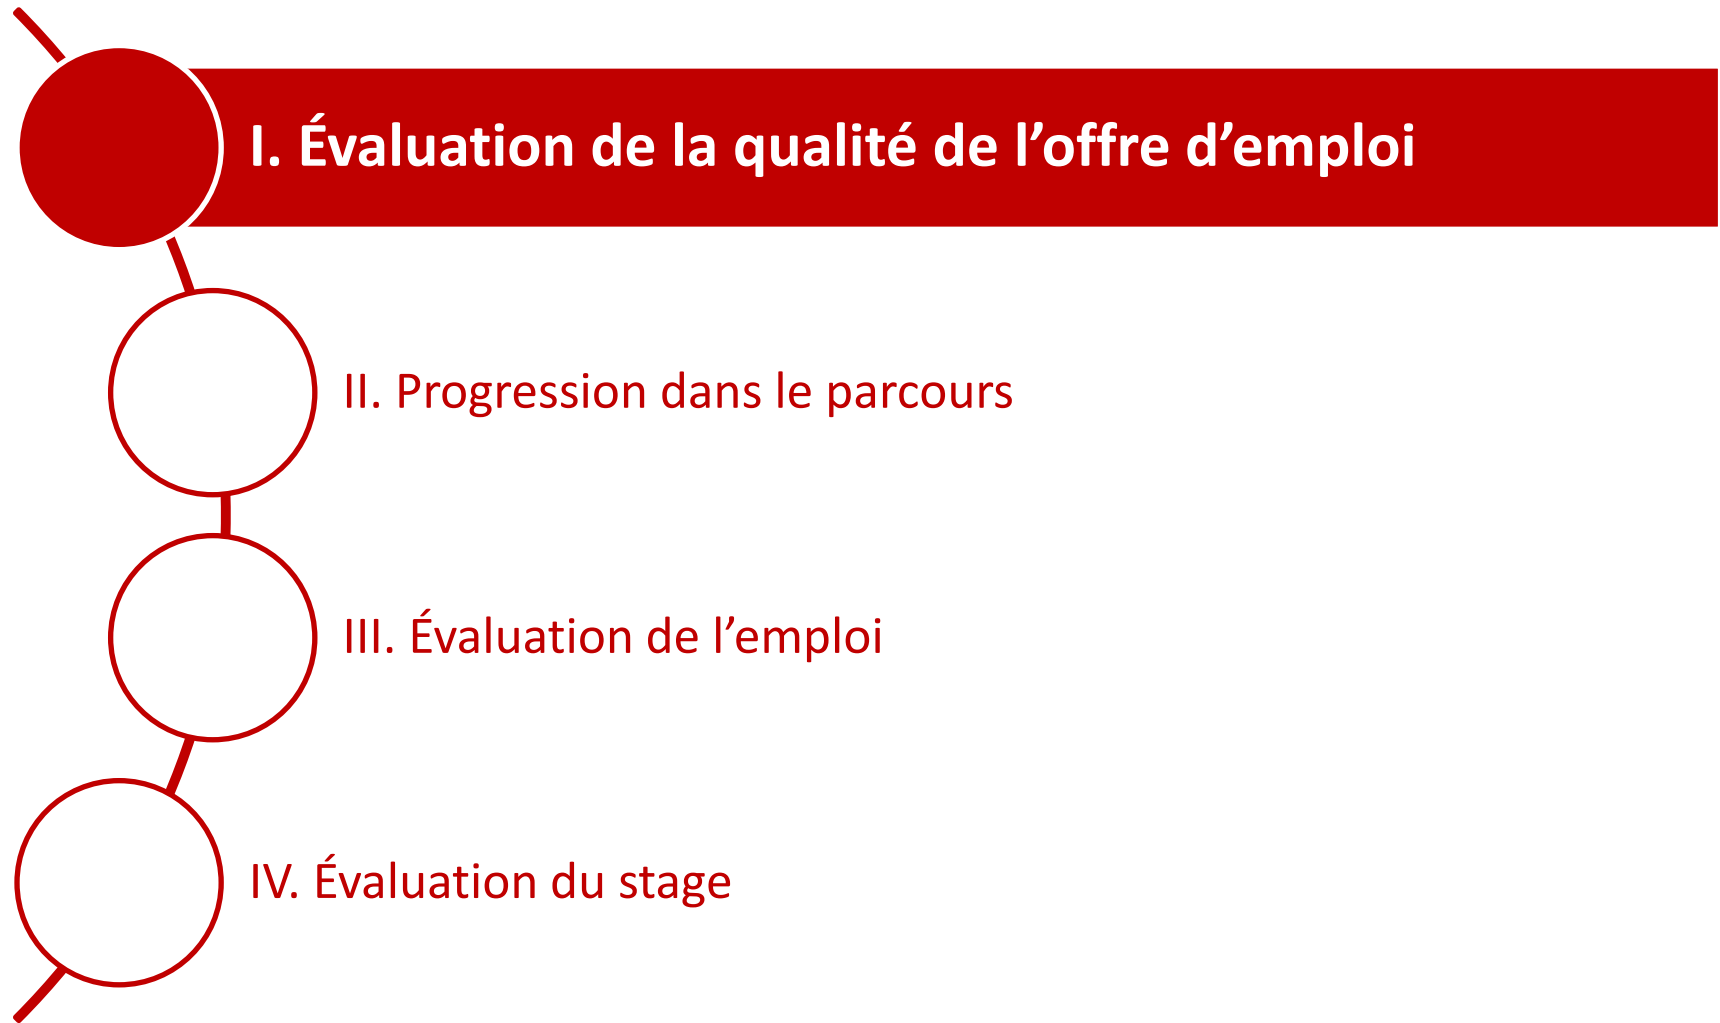 I. Évaluation de la qualité de l’offre d’emploi
II. Progression dans le parcours
III. Évaluation de l’emploi
IV. Évaluation du stage